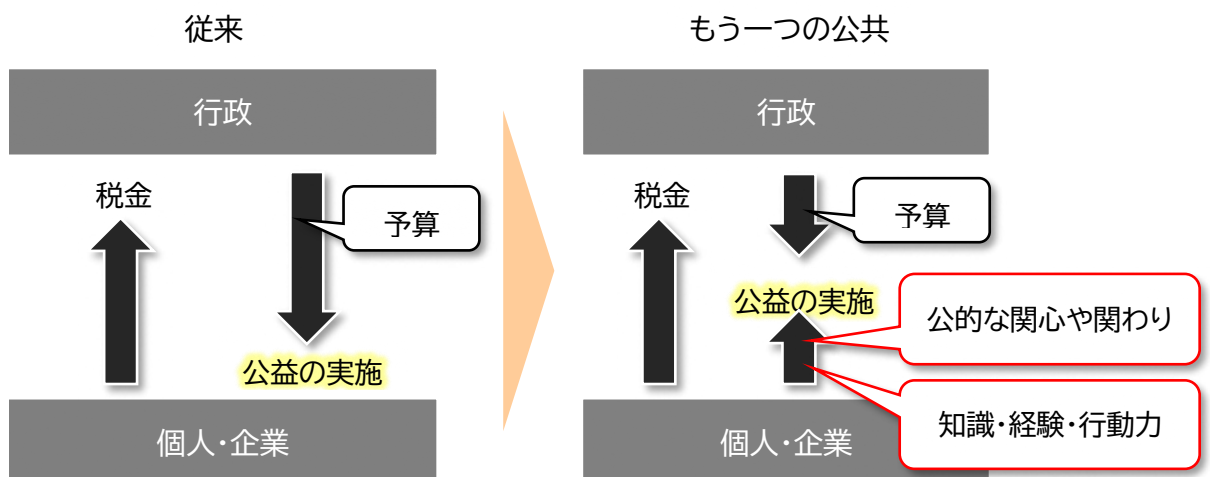 従来
行政
税金
予算
公益の実施
個人・企業
もう一つの公共
行政
税金
予算
公益の実施
公的な関心や関わり
知識・経験・行動力
個人・企業